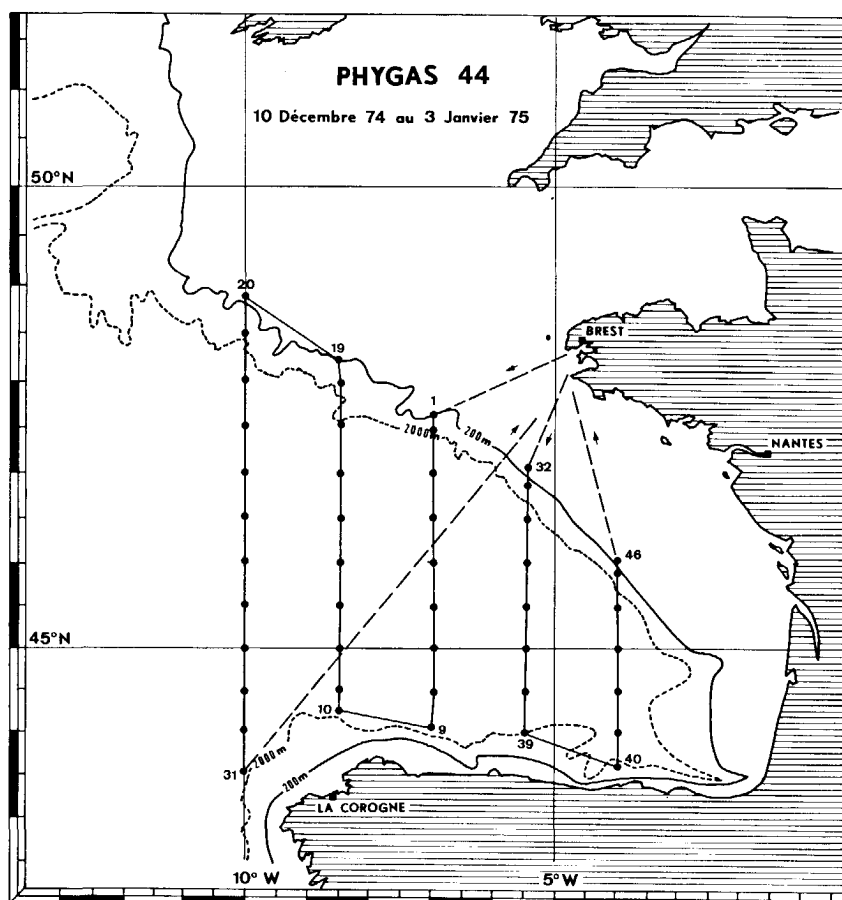 PHYGAS 44
10 Décembre 74 au 3 Janvier 75
50°N
20
BREST
19
1
2000m
200m
NANTES
32
46
45°N
10
9
39
40
31
2000m
200m
LA COROGNE
10° W
5°W